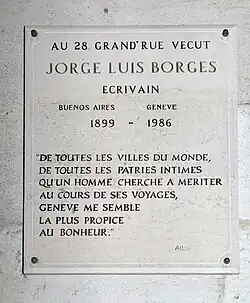 AU 28 GRAND'RUE VECUT
JORGE LUIS BORGES
ECRIVAIN
BUENOS AIRES GENEVE
1899 - 1986
"DE TOUTES LES VILLES DU MONDE,
DE TOUTES LES PATRIES INTIMES
QU'UN HOMME CHERCHE A MERITER
AU COURS DE SES VOYAGES,
GENEVE ME SEMBLE
LA PLUS PROPICE
AU BONHEUR."